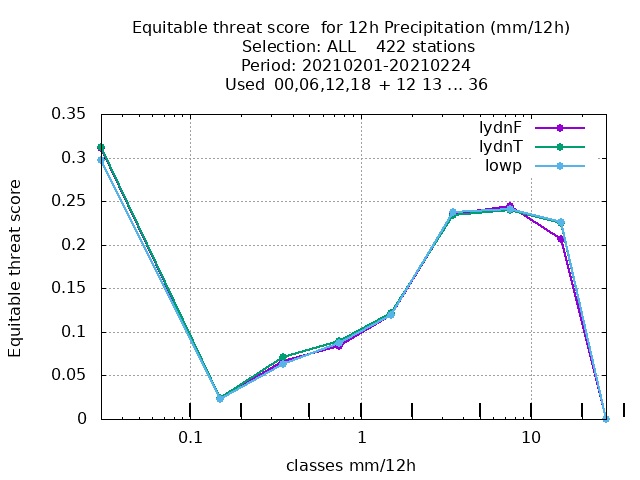 Equitable threat score  for 12h Precipitation (mm/12h)
Selection: ALL    422 stations
Period: 20210201-20210224
Used  00,06,12,18  + 12 13 ... 36
0.35
0.3
0.25
0.2
0.15
0.1
0.05
0
Equitable threat score
lydnF
lydnT
lowp
0.1
1
10
classes mm/12h